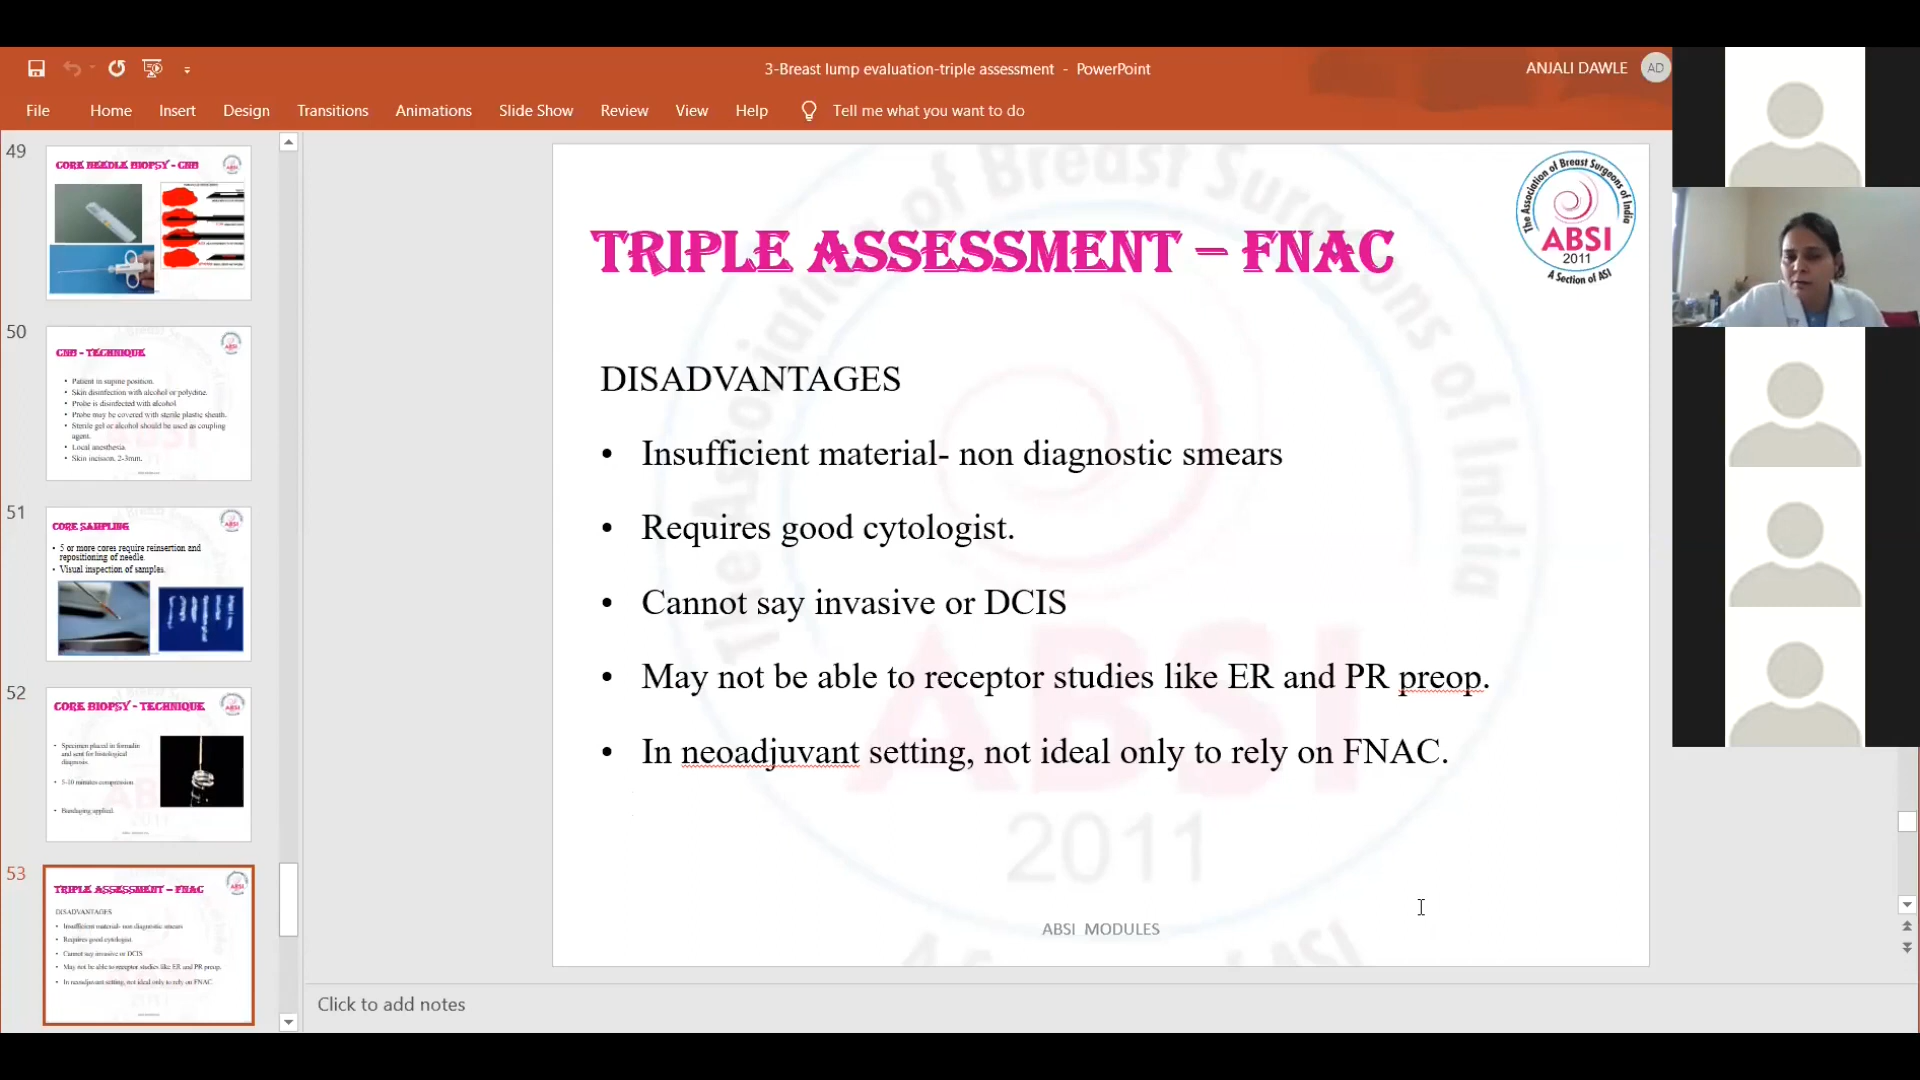 3-Breast lump evaluation-triple assessment - PowerPoint
ANJALI DAWLE
AD
File Home Insert Design Transitions Animations Slide Show Review View Help Tell me what you want to do
49
CORE NEEDLE BIOPSY - CNB
50
CNB - TECHNIQUE
• Patient in supine position.
• Skin disinfection with alcohol or polydine.
• Probe is disinfected with alcohol
• Probe may be covered with sterile plastic sheath.
• Sterile gel or alcohol should be used as coupling
agent.
• Local anesthesia
• Skin incision, 2-3mm.
51
CORE SAMPLING
• 5 or more cores require reinsertion and
repositioning of needle.
• Visual inspection of samples.
52
CORE BIOPSY - TECHNIQUE
• Specimen placed in formalin
and sent for histological
diagnosis.
• 5-10 minutes compression
• Bandaging applied.
53
TRIPLE ASSESSMENT – FNAC
DISADVANTAGES
• Insufficient material- non diagnostic smears
• Requires good cytologist.
• Cannot say invasive or DCIS
• May not be able to receptor studies like ER and PR preop.
• In neoadjuvant setting, not ideal only to rely on FNAC.
The Association of Breast Surgeons of India
ABSI
2011
A Section of ASI
TRIPLE ASSESSMENT – FNAC
DISADVANTAGES
• Insufficient material- non diagnostic smears
• Requires good cytologist.
• Cannot say invasive or DCIS
• May not be able to receptor studies like ER and PR preop.
• In neoadjuvant setting, not ideal only to rely on FNAC.
ABSI MODULES
Click to add notes